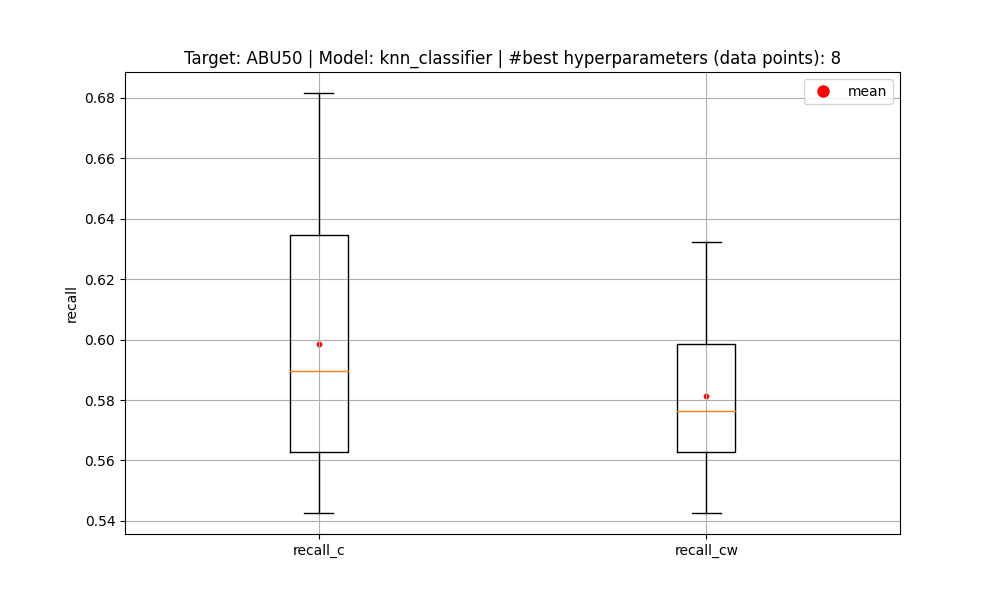 Target: ABU50 | Model: knn_classifier | #best hyperparameters (data points): 8
mean
0.68
0.66
0.64
0.62
0.60
0.58
0.56
0.54
recall
recall_c
recall_cw